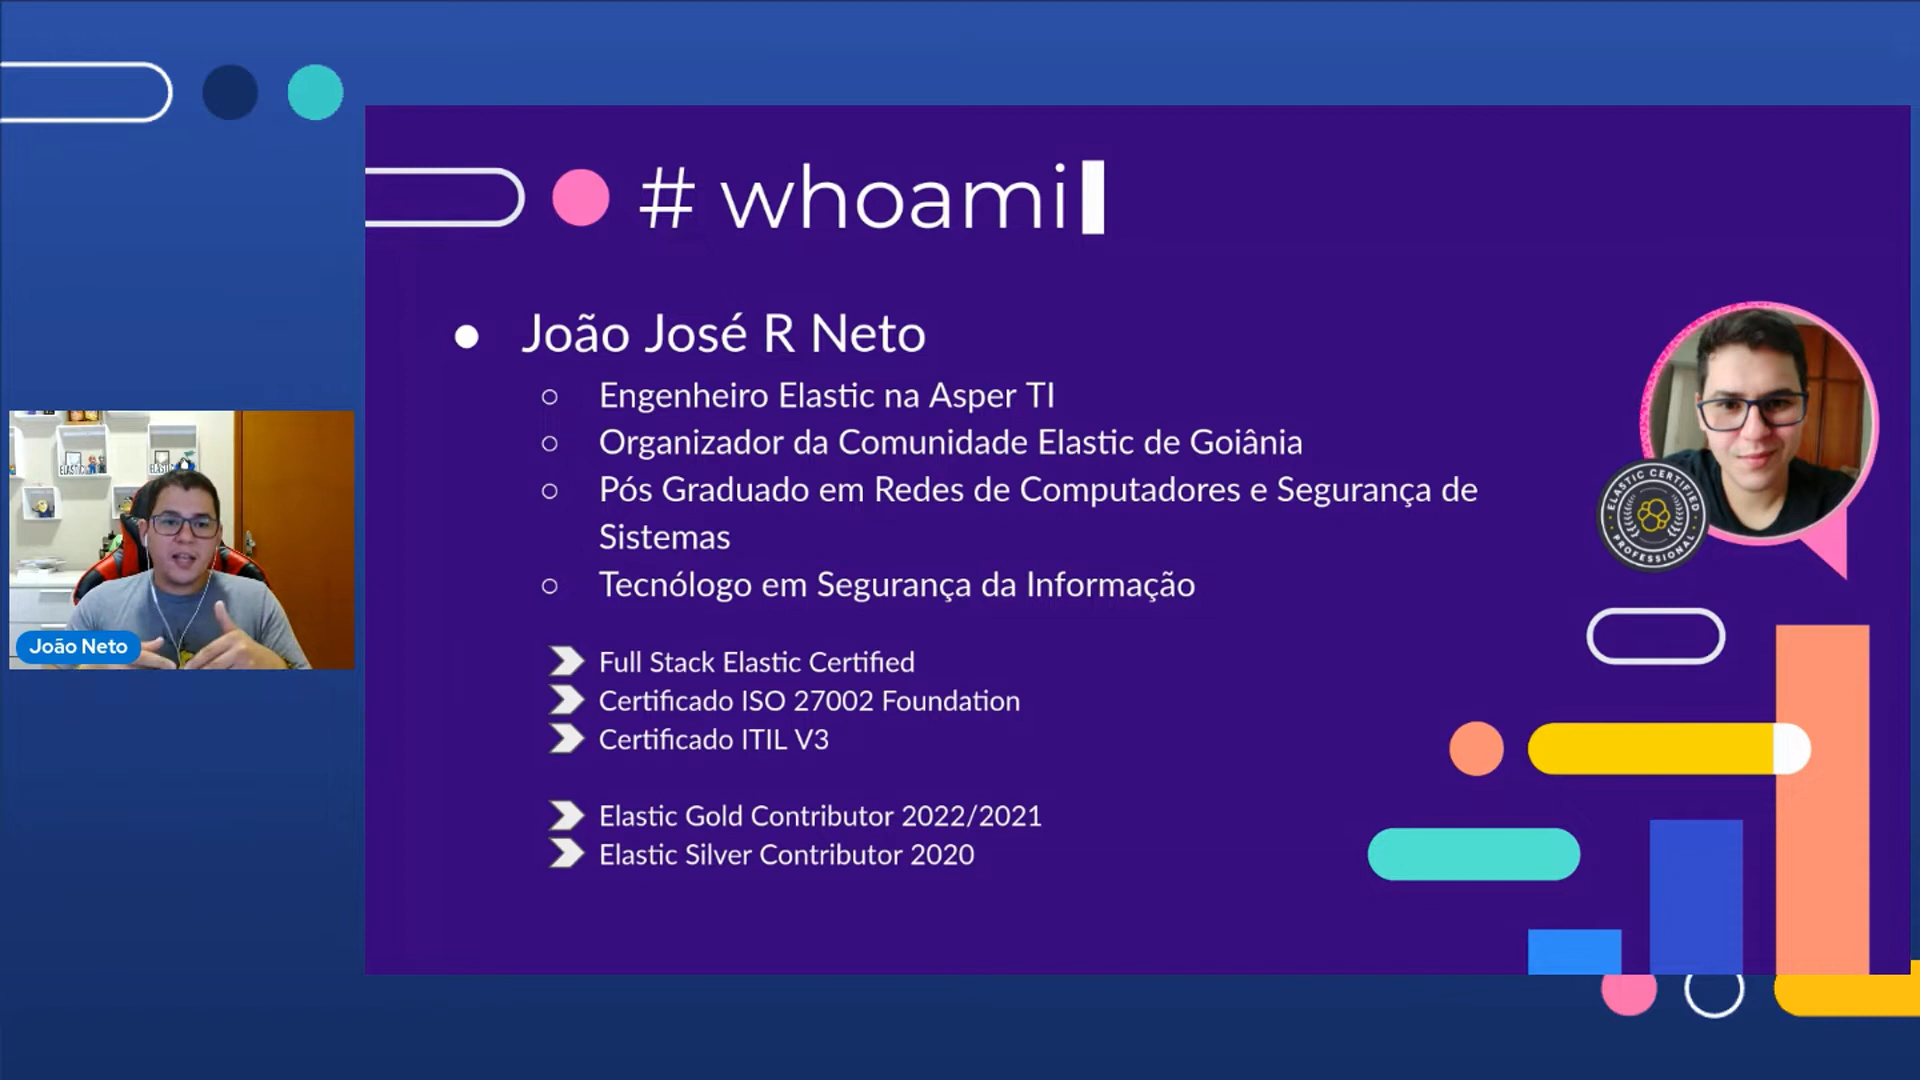 # whoami
João José R Neto
Engenheiro Elastic na Asper TI
Organizador da Comunidade Elastic de Goiânia
Pós Graduado em Redes de Computadores e Segurança de
Sistemas
Tecnólogo em Segurança da Informação
Full Stack Elastic Certified
Certificado ISO 27002 Foundation
Certificado ITIL V3
Elastic Gold Contributor 2022/2021
Elastic Silver Contributor 2020
ELASTIC CERTIFIED
PROFESSIONAL
ELASTIC
João Neto